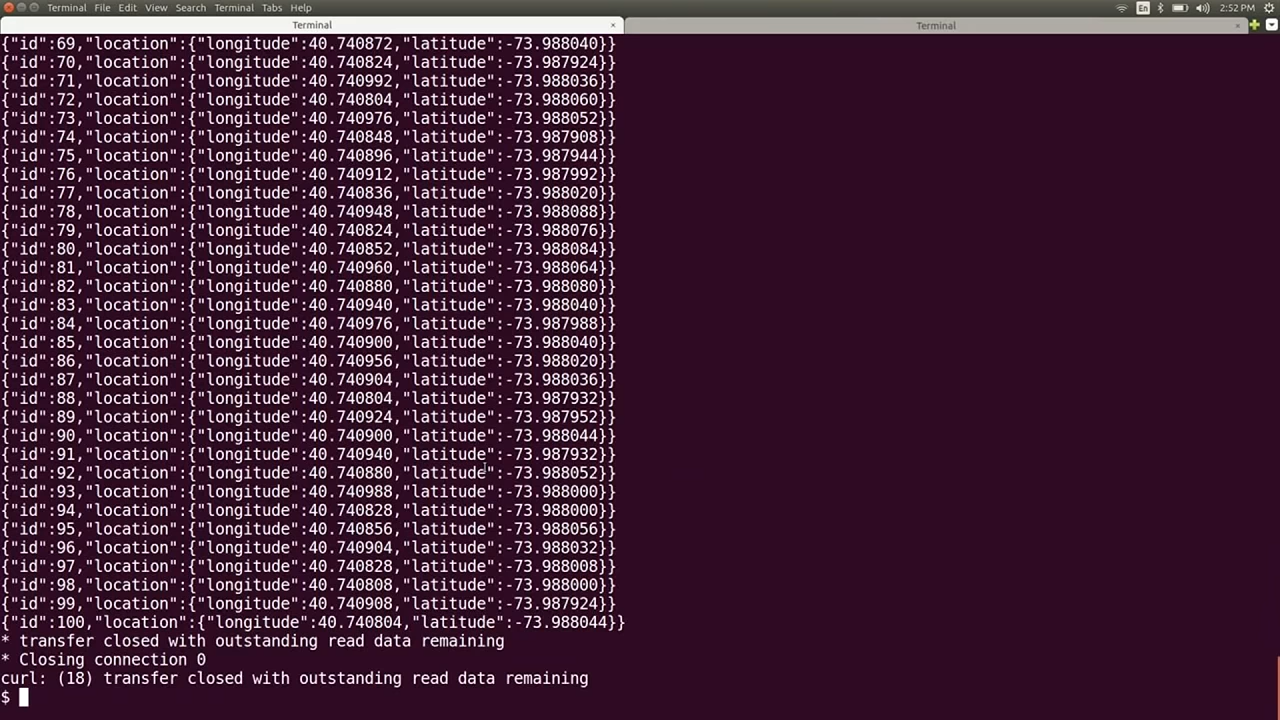 Terminal File Edit View Search Terminal Tabs Help En 2:52 PM
Terminal × Terminal ×
{"id":69,"location":{"longitude":40.740872,"latitude":-73.988040}}
{"id":70,"location":{"longitude":40.740824,"latitude":-73.987924}}
{"id":71,"location":{"longitude":40.740992,"latitude":-73.988036}}
{"id":72,"location":{"longitude":40.740804,"latitude":-73.988060}}
{"id":73,"location":{"longitude":40.740976,"latitude":-73.988052}}
{"id":74,"location":{"longitude":40.740848,"latitude":-73.987908}}
{"id":75,"location":{"longitude":40.740896,"latitude":-73.987944}}
{"id":76,"location":{"longitude":40.740912,"latitude":-73.987992}}
{"id":77,"location":{"longitude":40.740836,"latitude":-73.988020}}
{"id":78,"location":{"longitude":40.740948,"latitude":-73.988088}}
{"id":79,"location":{"longitude":40.740824,"latitude":-73.988076}}
{"id":80,"location":{"longitude":40.740852,"latitude":-73.988084}}
{"id":81,"location":{"longitude":40.740960,"latitude":-73.988064}}
{"id":82,"location":{"longitude":40.740880,"latitude":-73.988080}}
{"id":83,"location":{"longitude":40.740940,"latitude":-73.988040}}
{"id":84,"location":{"longitude":40.740976,"latitude":-73.987988}}
{"id":85,"location":{"longitude":40.740900,"latitude":-73.988040}}
{"id":86,"location":{"longitude":40.740956,"latitude":-73.988020}}
{"id":87,"location":{"longitude":40.740904,"latitude":-73.988036}}
{"id":88,"location":{"longitude":40.740804,"latitude":-73.987932}}
{"id":89,"location":{"longitude":40.740924,"latitude":-73.987952}}
{"id":90,"location":{"longitude":40.740900,"latitude":-73.988044}}
{"id":91,"location":{"longitude":40.740940,"latitude":-73.987932}}
{"id":92,"location":{"longitude":40.740880,"latitude":-73.988052}}
{"id":93,"location":{"longitude":40.740988,"latitude":-73.988000}}
{"id":94,"location":{"longitude":40.740828,"latitude":-73.988000}}
{"id":95,"location":{"longitude":40.740856,"latitude":-73.988056}}
{"id":96,"location":{"longitude":40.740904,"latitude":-73.988032}}
{"id":97,"location":{"longitude":40.740828,"latitude":-73.988008}}
{"id":98,"location":{"longitude":40.740808,"latitude":-73.988000}}
{"id":99,"location":{"longitude":40.740908,"latitude":-73.987924}}
{"id":100,"location":{"longitude":40.740804,"latitude":-73.988044}}
* transfer closed with outstanding read data remaining
* Closing connection 0
curl: (18) transfer closed with outstanding read data remaining
$